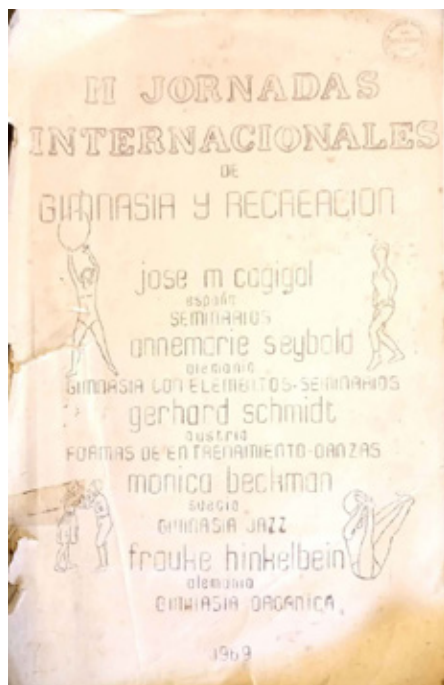 II JORNADAS
INTERNACIONALES
DE
GIMNASIA Y RECREACION
jose m cagigal
españa
SEMINARIOS
annemarie seybold
alemania
GIMNASIA CON ELEMENTOS-SEMINARIOS
gerhard schmidt
austria
FORMAS DE ENTRENAMIENTO-DANZAS
monica beckman
suecia
GIMNASIA JAZZ
frauke hinkelbein
alemania
GIMNASIA ORGANICA
1969